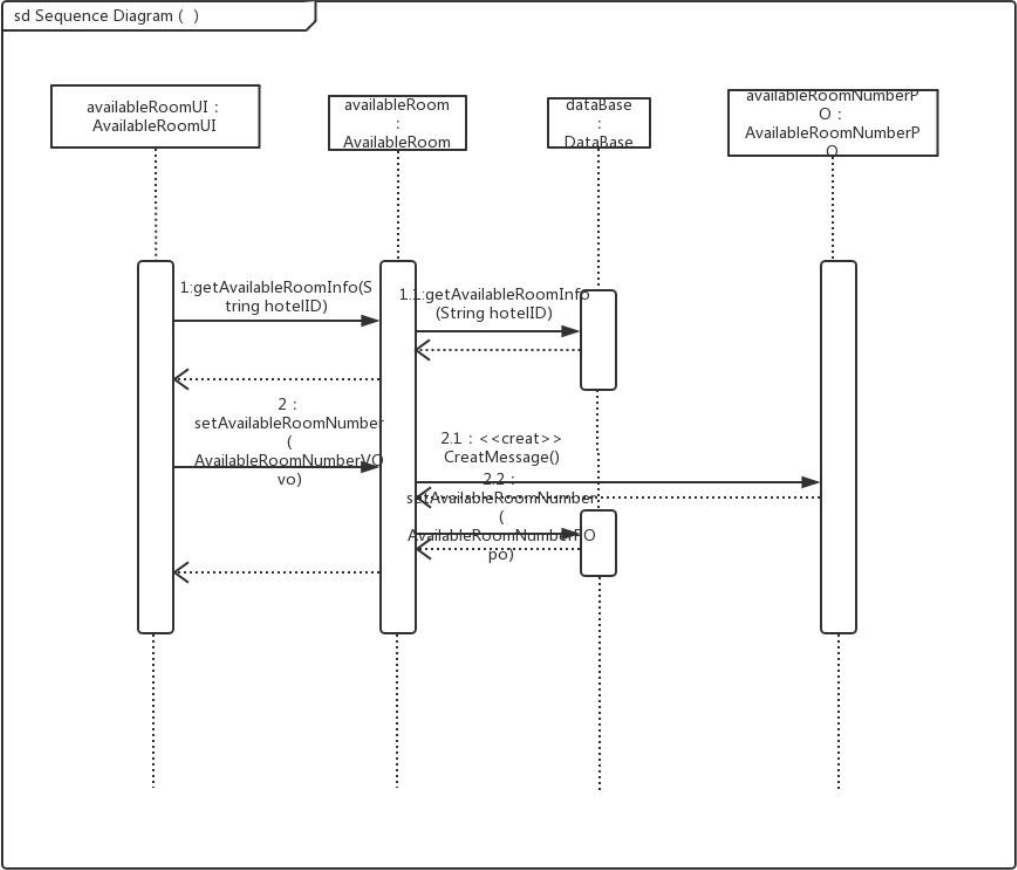 sd Sequence Diagram ( )
availableRoomUI :
AvailableRoomUI
availableRoom
:
AvailableRoom
dataBase
:
DataBase
availableRoomNumberP
O :
AvailableRoomNumberP
O
1:getAvailableRoomInfo(S
tring hotelID)
1.1:getAvailableRoomInfo
(String hotelID)
2 :
setAvailableRoomNumber
(
AvailableRoomNumberVO
vo)
2.1 : <<creat>>
CreatMessage()
2.2 :
setAvailableRoomNumber
(
AvailableRoomNumberPO
po)